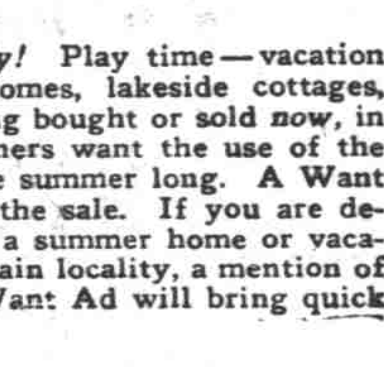 y! Play time—vacation
omes, lakeside cottages,
g bought or sold now, in
ners want the use of the
e summer long. A Want
the sale. If you are de-
a summer home or vaca-
ain locality, a mention of
Want Ad will bring quick